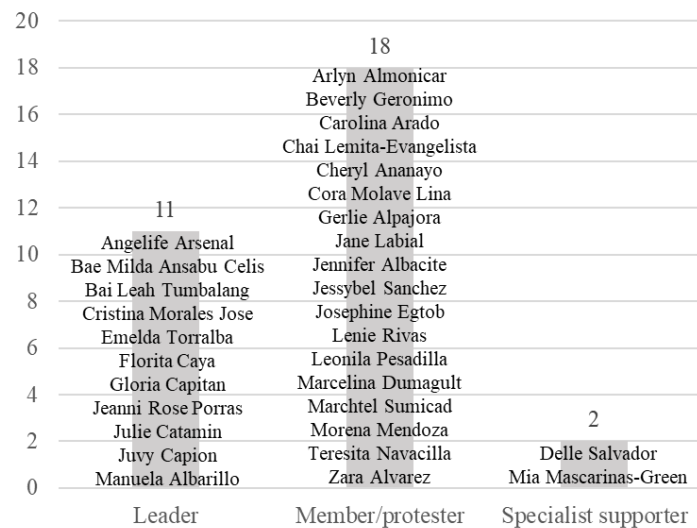 20
18
16
14
12
10
8
6
4
2
0
11
Angelife Arsenal
Bae Milda Ansabu Celis
Bai Leah Tumbalang
Cristina Morales Jose
Emelda Torralba
Florita Caya
Gloria Capitan
Jeanni Rose Porras
Julie Catamin
Juvy Capion
Manuela Albarillo
18
Arlyn Almonicar
Beverly Geronimo
Carolina Arado
Chai Lemita-Evangelista
Cheryl Ananayo
Cora Molave Lina
Gerlie Alpajora
Jane Labial
Jennifer Albacite
Jessybel Sanchez
Josephine Egtob
Lenie Rivas
Leonila Pesadilla
Marcelina Dumagult
Marchtel Sumicad
Morena Mendoza
Teresita Navacilla
Zara Alvarez
2
Delle Salvador
Mia Mascarinas-Green
Leader
Member/protester
Specialist supporter